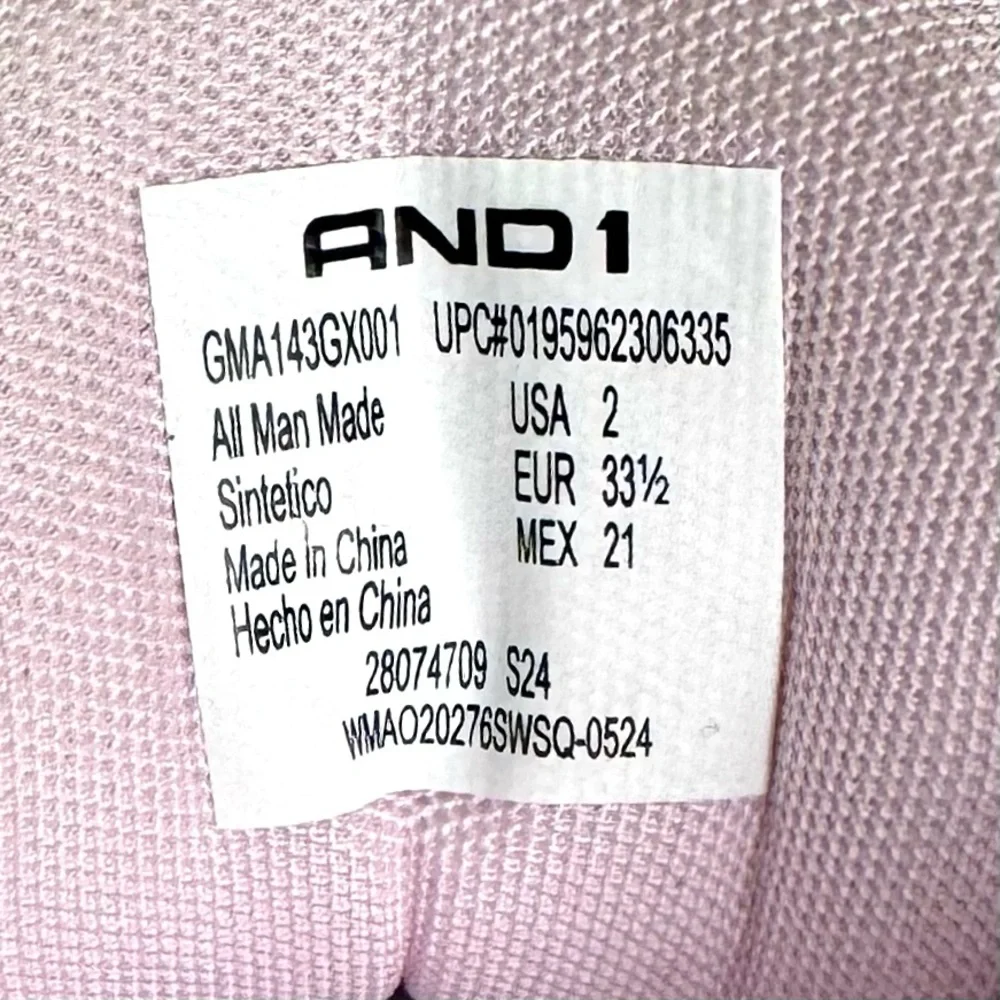 AND1
GMA143GX001 UPC#0195962306335
All Man Made USA 2
Sintetico EUR 33½
Made In China MEX 21
Hecho en China
28074709 S24
WMAO20276SWSQ-0524